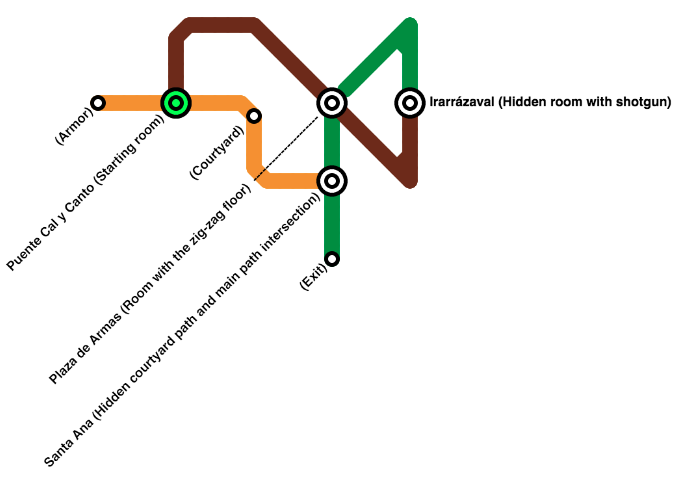 Irarrázaval (Hidden room with shotgun)
(Armor)
Puente Cal y Canto (Starting room)
(Courtyard)
Plaza de Armas (Room with the zig-zag floor)
Santa Ana (Hidden courtyard path and main path intersection)
(Exit)